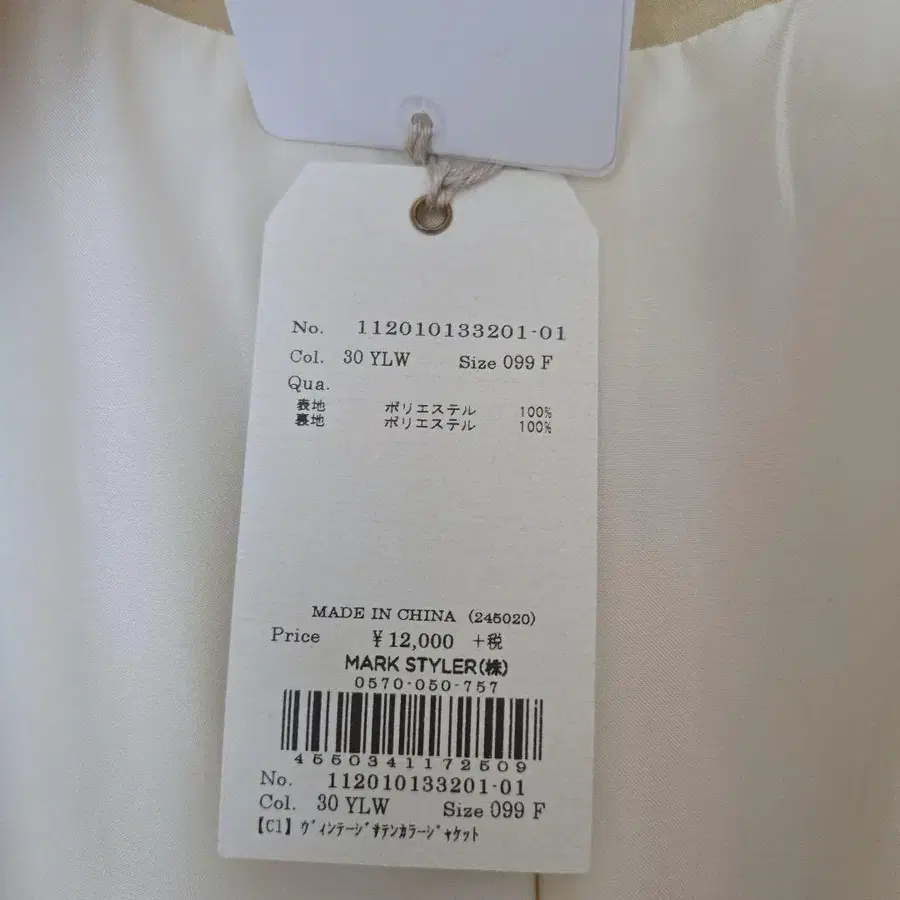 No. 112010133201-01
Col. 30 YLW Size 099 F
Qua.
表地 ポリエステル 100%
裏地 ポリエステル 100%
MADE IN CHINA (245020)
Price ¥12,000 +税
MARK STYLER(株)
0570-050-757
4550341172509
No. 112010133201-01
Col. 30 YLW Size 099 F
【C1】ヴィンテージサテンカラージャケット